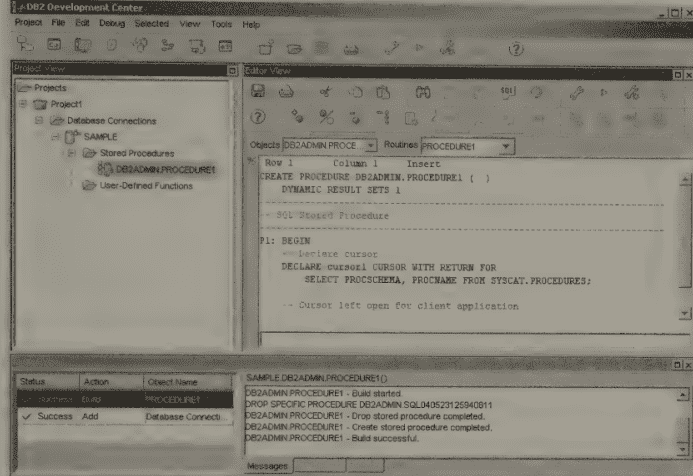 DB2 Development Center
Project File Edit Debug Selected View Tools Help
Project View
Projects
Project1
Database Connections
SAMPLE
Stored Procedures
DB2ADMIN.PROCEDURE1
User-Defined Functions
Editor View
SQL
Objects DB2ADMIN.PROCE... Routines PROCEDURE1
Row 1 Column 1 Insert
CREATE PROCEDURE DB2ADMIN.PROCEDURE1 ( )
DYNAMIC RESULT SETS 1
------------------------------------------------------------------------
-- SQL Stored Procedure
------------------------------------------------------------------------
P1: BEGIN
-- Declare cursor
DECLARE cursor1 CURSOR WITH RETURN FOR
SELECT PROCSCHEMA, PROCNAME FROM SYSCAT.PROCEDURES;
-- Cursor left open for client application
Status Action Object Name
Success Build PROCEDURE1
Success Add Database Connecti...
SAMPLE.DB2ADMIN.PROCEDURE1()
DB2ADMIN.PROCEDURE1 - Build started.
DROP SPECIFIC PROCEDURE DB2ADMIN.SQL040523125940811
DB2ADMIN.PROCEDURE1 - Drop stored procedure completed.
DB2ADMIN.PROCEDURE1 - Create stored procedure completed.
DB2ADMIN.PROCEDURE1 - Build successful.
Messages